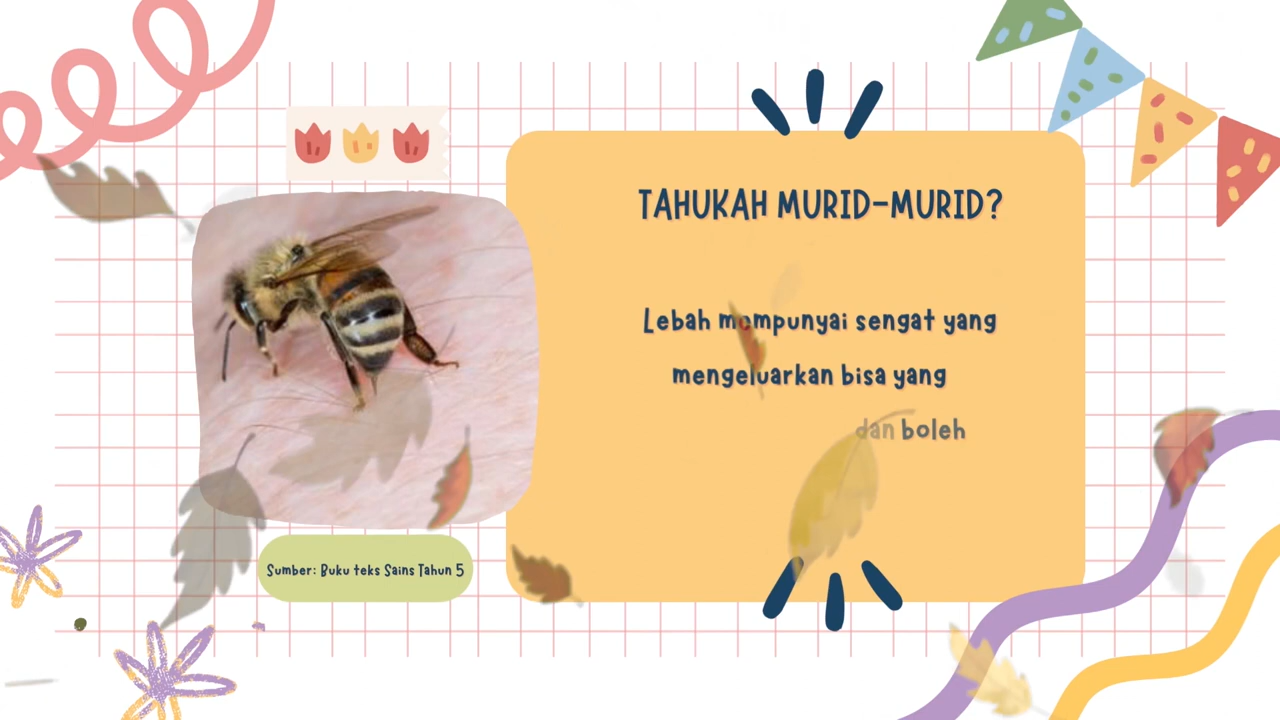 TAHUKAH MURID-MURID?
Lebah mempunyai sengat yang
mengeluarkan bisa yang
dan boleh
Sumber: Buku teks Sains Tahun 5